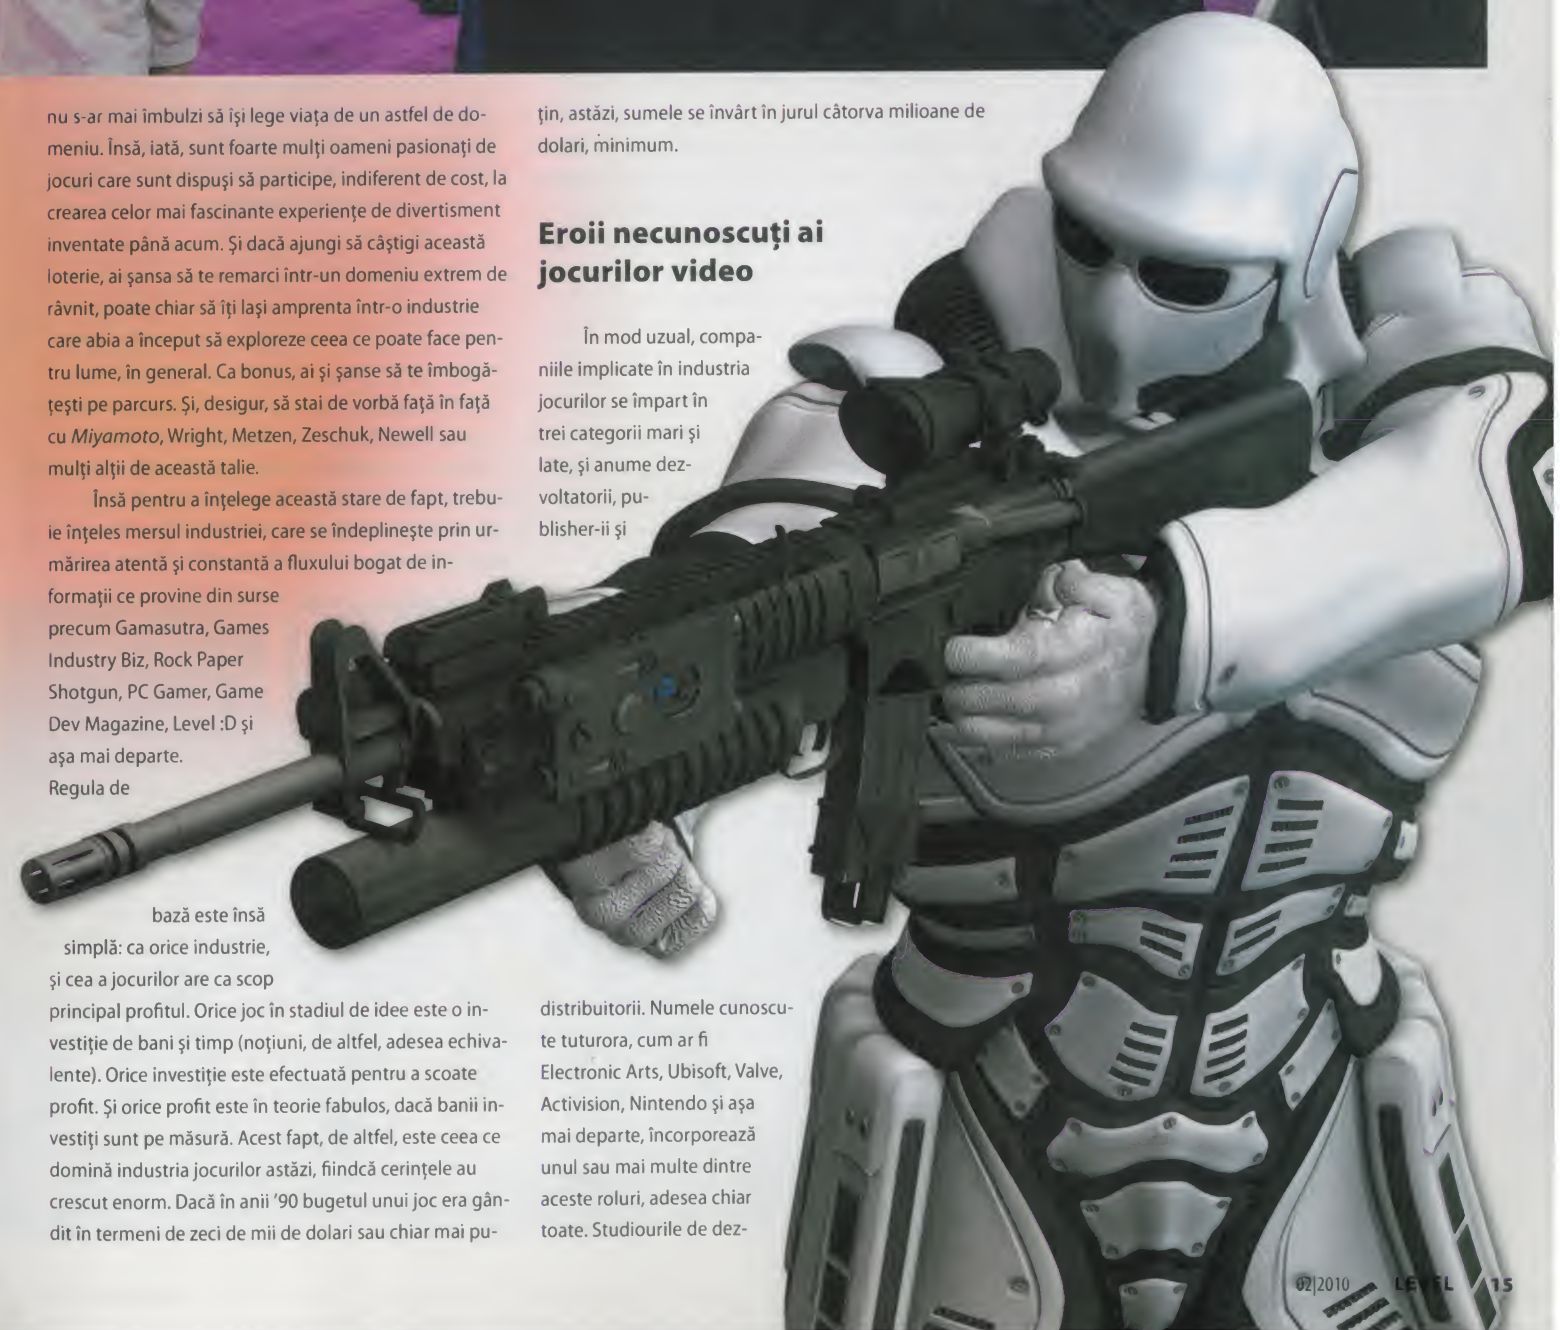 nu s-ar mai îmbulzi să își lege viața de un astfel de do-
meniu. Însă, iată, sunt foarte mulți oameni pasionați de
jocuri care sunt dispuși să participe, indiferent de cost, la
crearea celor mai fascinante experiențe de divertisment
inventate până acum. Și dacă ajungi să câștigi această
loterie, ai șansa să te remarci într-un domeniu extrem de
râvnit, poate chiar să îți lași amprenta într-o industrie
care abia a început să exploreze ceea ce poate face pen-
tru lume, în general. Ca bonus, ai și șanse să te îmbogă-
țești pe parcurs. Și, desigur, să stai de vorbă față în față
cu Miyamoto, Wright, Metzen, Zeschuk, Newell sau
mulți alții de această talie.
Însă pentru a înțelege această stare de fapt, trebu-
ie înțeles mersul industriei, care se îndeplinește prin ur-
mărirea atentă și constantă a fluxului bogat de in-
formații ce provine din surse
precum Gamasutra, Games
Industry Biz, Rock Paper
Shotgun, PC Gamer, Game
Dev Magazine, Level :D și
așa mai departe.
Regula de
bază este însă
simplă: ca orice industrie,
și cea a jocurilor are ca scop
principal profitul. Orice joc în stadiul de idee este o in-
vestiție de bani și timp (noțiuni, de altfel, adesea echiva-
lente). Orice investiție este efectuată pentru a scoate
profit. Și orice profit este în teorie fabulos, dacă banii in-
vestiți sunt pe măsură. Acest fapt, de altfel, este ceea ce
domină industria jocurilor astăzi, fiindcă cerințele au
crescut enorm. Dacă în anii '90 bugetul unui joc era gân-
dit în termeni de zeci de mii de dolari sau chiar mai pu-
țin, astăzi, sumele se învârt în jurul câtorva milioane de
dolari, minimum.
Eroii necunoscuți ai
jocurilor video
În mod uzual, compa-
niile implicate în industria
jocurilor se împart în
trei categorii mari și
late, și anume dez-
voltatorii, pu-
blisher-ii și
distribuitorii. Numele cunoscu-
te tuturora, cum ar fi
Electronic Arts, Ubisoft, Valve,
Activision, Nintendo și așa
mai departe, încorporează
unul sau mai multe dintre
aceste roluri, adesea chiar
toate. Studiourile de dez-
02|2010 LEVEL 15